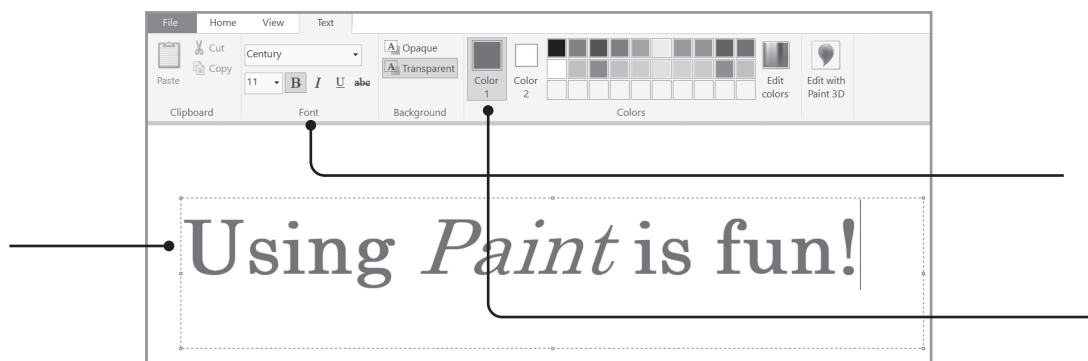 File Home View Text
Cut
Century
Opaque
Copy
Transparent
Paste
11 B I U abc
Color 1
Color 2
Edit colors
Edit with Paint 3D
Clipboard Font Background Colors
Using Paint is fun!